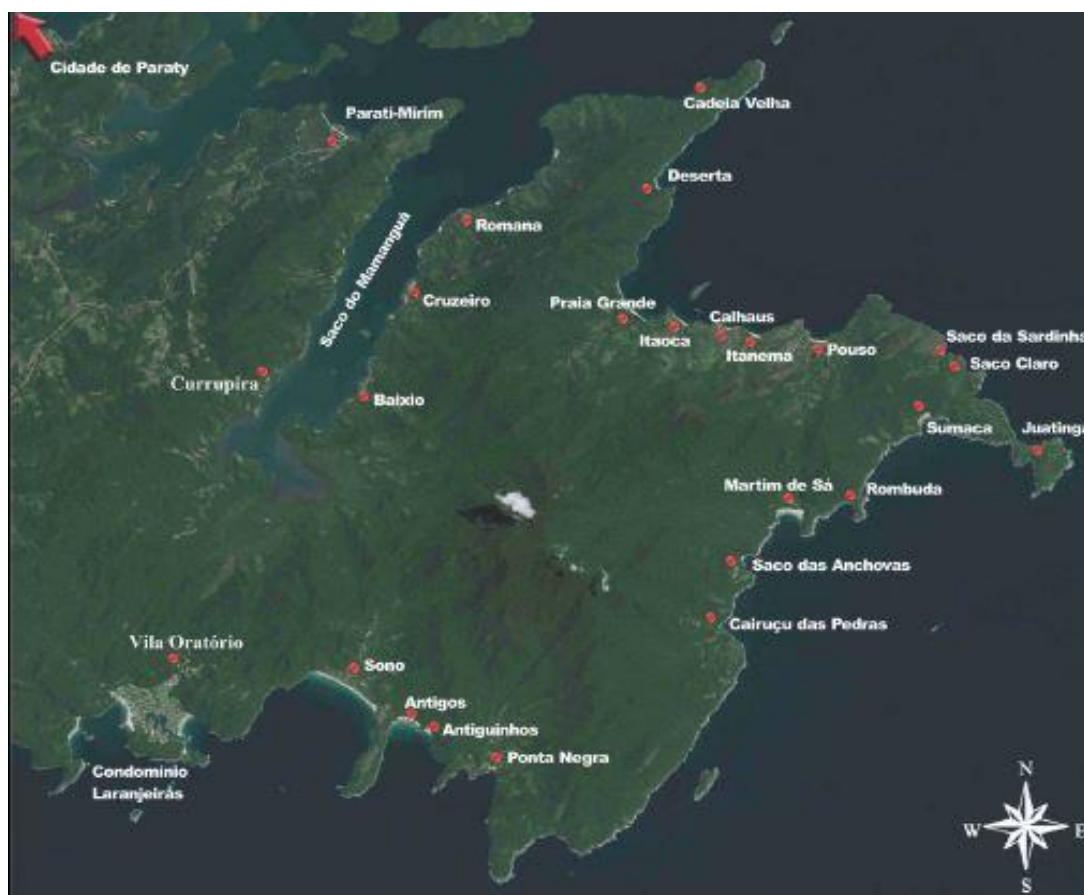 Cidade de Paraty
Cadeia Velha
Parati-Mirim
Deserta
Romana
Saco do Mamanguá
Cruzeiro
Praia Grande
Calhaus
Itaoca
Itanema
Pouso
Saco da Sardinha
Saco Claro
Currupira
Baixio
Sumaca
Juatinga
Martim de Sá
Rombuda
Saco das Anchovas
Cairuçu das Pedras
Vila Oratório
Sono
Antigos
Antiguinhos
Ponta Negra
Condomínio
Laranjeirás
N
W
E
S